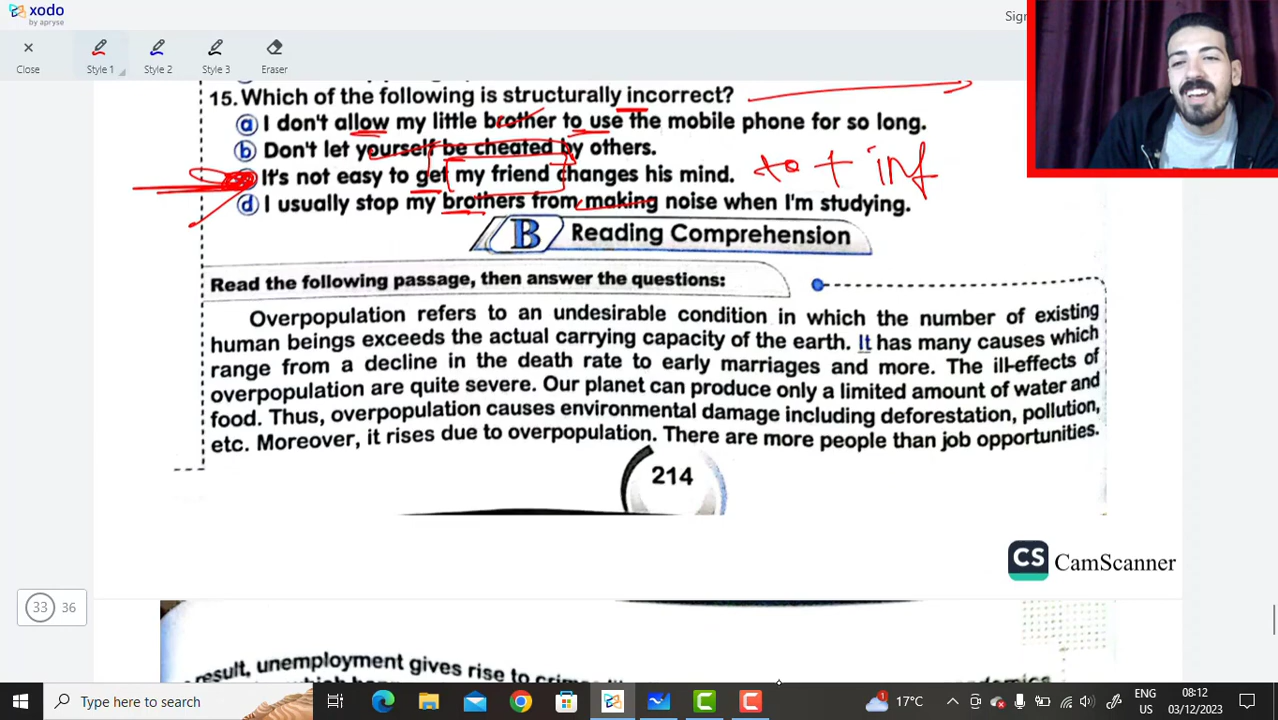 xodo
by apryse
Sign
Close
Style 1
Style 2
Style 3
Eraser
15. Which of the following is structurally incorrect?
a I don't allow my little brother to use the mobile phone for so long.
b Don't let yourself be cheated by others.
It's not easy to get my friend changes his mind.
to + inf
d I usually stop my brothers from making noise when I'm studying.
B Reading Comprehension
Read the following passage, then answer the questions:
Overpopulation refers to an undesirable condition in which the number of existing
human beings exceeds the actual carrying capacity of the earth. It has many causes which
range from a decline in the death rate to early marriages and more. The ill-effects of
overpopulation are quite severe. Our planet can produce only a limited amount of water and
food. Thus, overpopulation causes environmental damage including deforestation, pollution,
etc. Moreover, it rises due to overpopulation. There are more people than job opportunities.
214
CS CamScanner
33 36
result, unemployment gives rise to
Type here to search
1
17°C
ENG
US
08:12
03/12/2023